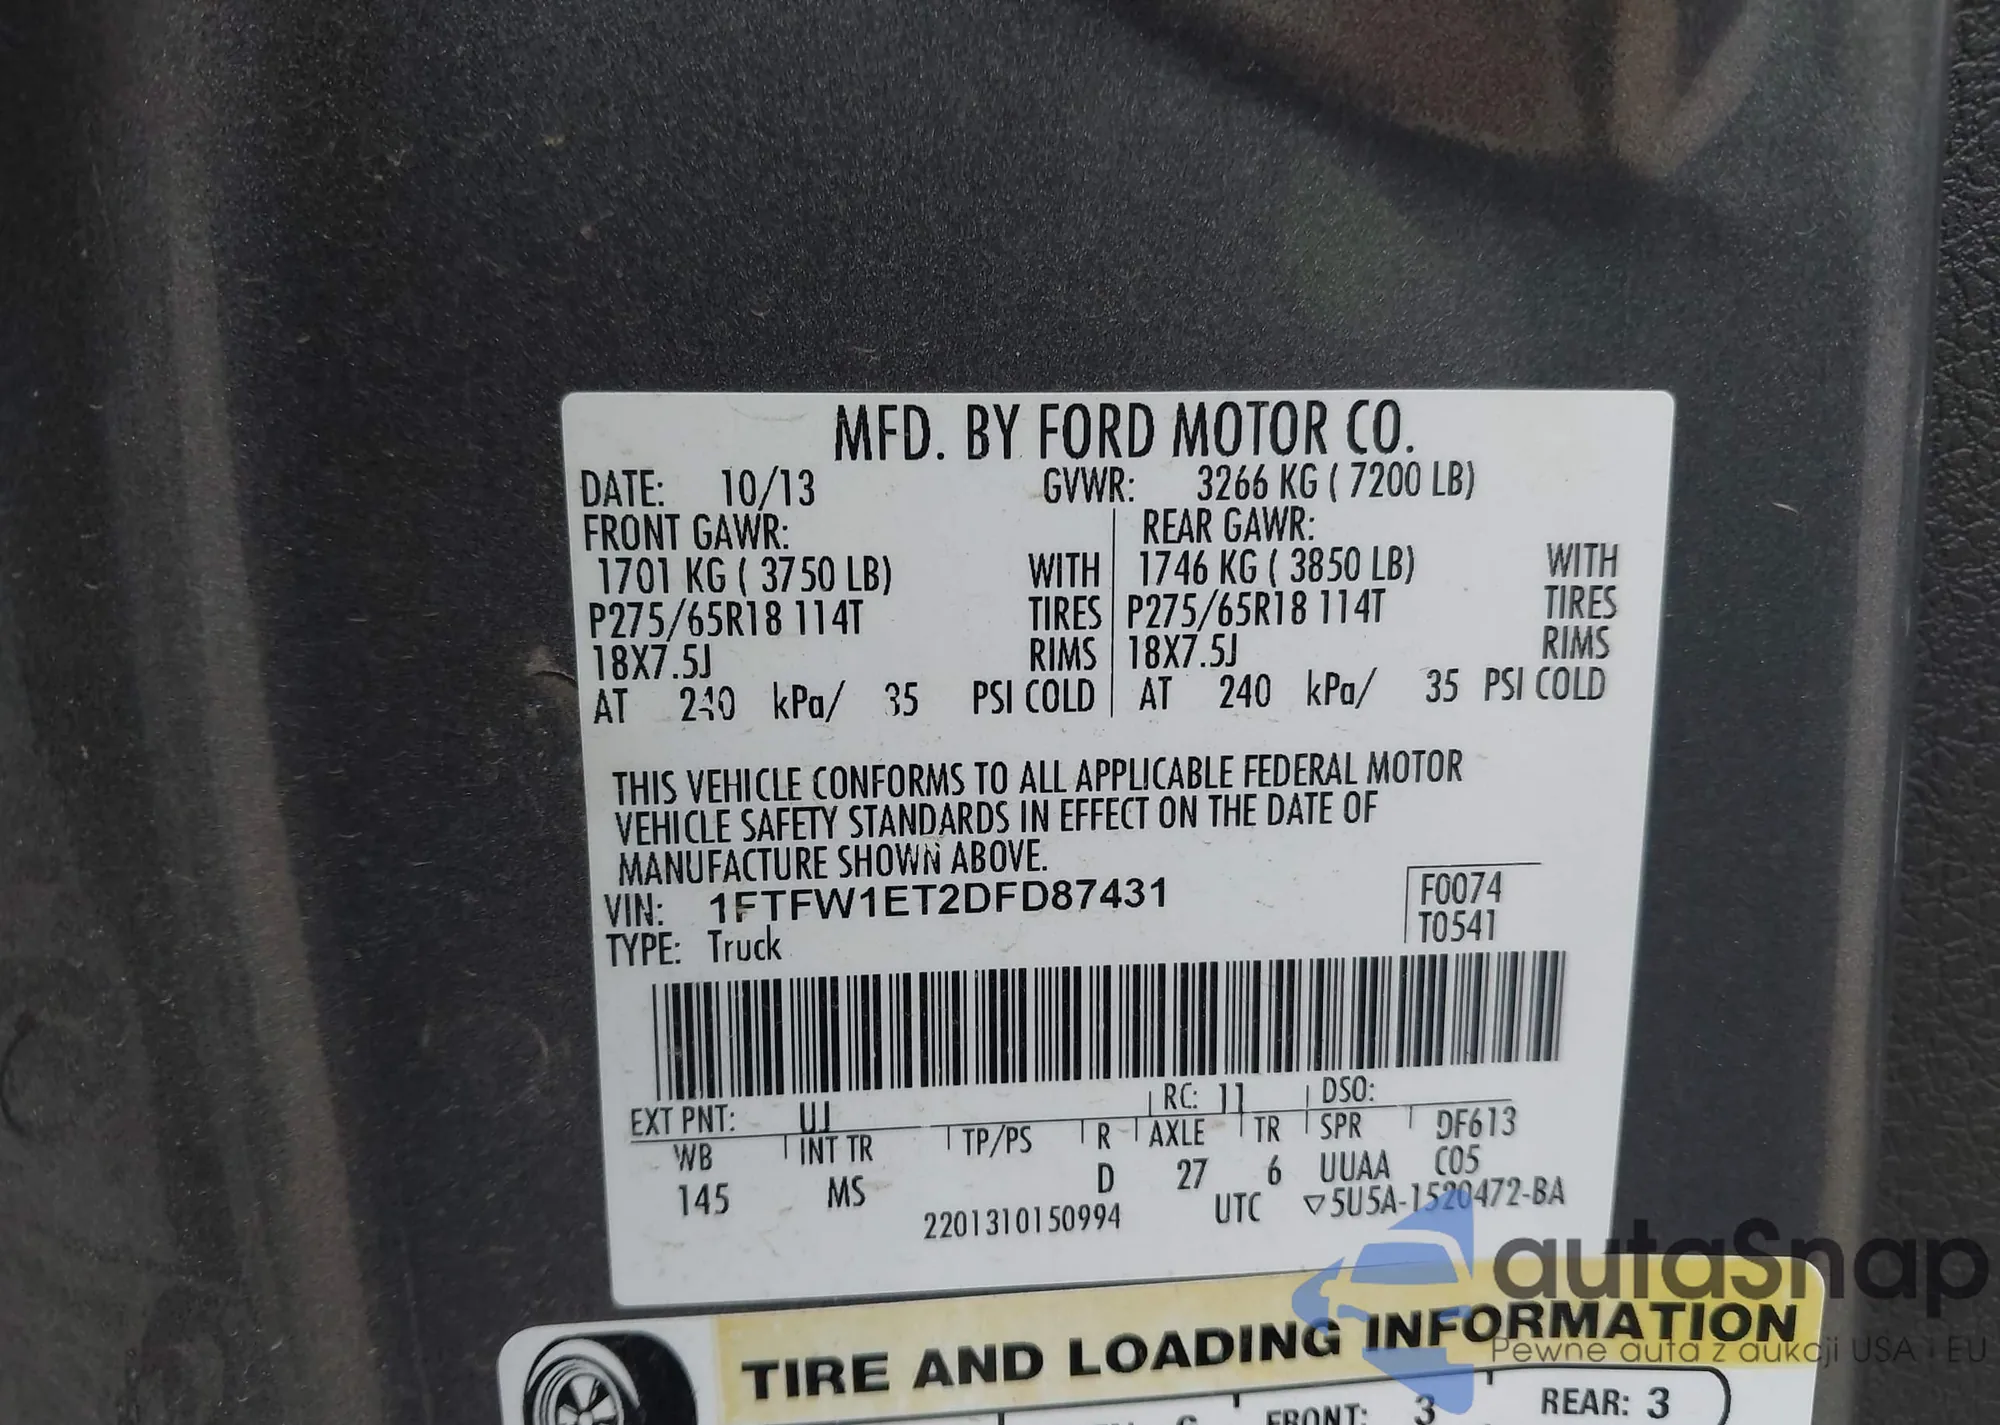 MFD. BY FORD MOTOR CO.
DATE: 10/13 GVWR: 3266 KG ( 7200 LB)
FRONT GAWR: REAR GAWR:
1701 KG ( 3750 LB) WITH 1746 KG ( 3850 LB) WITH
P275/65R18 114T TIRES P275/65R18 114T TIRES
18X7.5J RIMS 18X7.5J RIMS
AT 240 kPa/ 35 PSI COLD AT 240 kPa/ 35 PSI COLD
THIS VEHICLE CONFORMS TO ALL APPLICABLE FEDERAL MOTOR
VEHICLE SAFETY STANDARDS IN EFFECT ON THE DATE OF
MANUFACTURE SHOWN ABOVE.
VIN: 1FTFW1ET2DFD87431 F0074
TYPE: Truck T0541
EXT PNT: UJ RC: 11 DSO:
WB INT TR TP/PS R AXLE TR SPR DF613
145 MS D 27 6 UUAA C05
2201310150994 UTC ▽5U5A-1520472-BA
autaSnap
TIRE AND LOADING INFORMATION
Pewne auta z aukcji USA i EU
FRONT: 3 REAR: 3